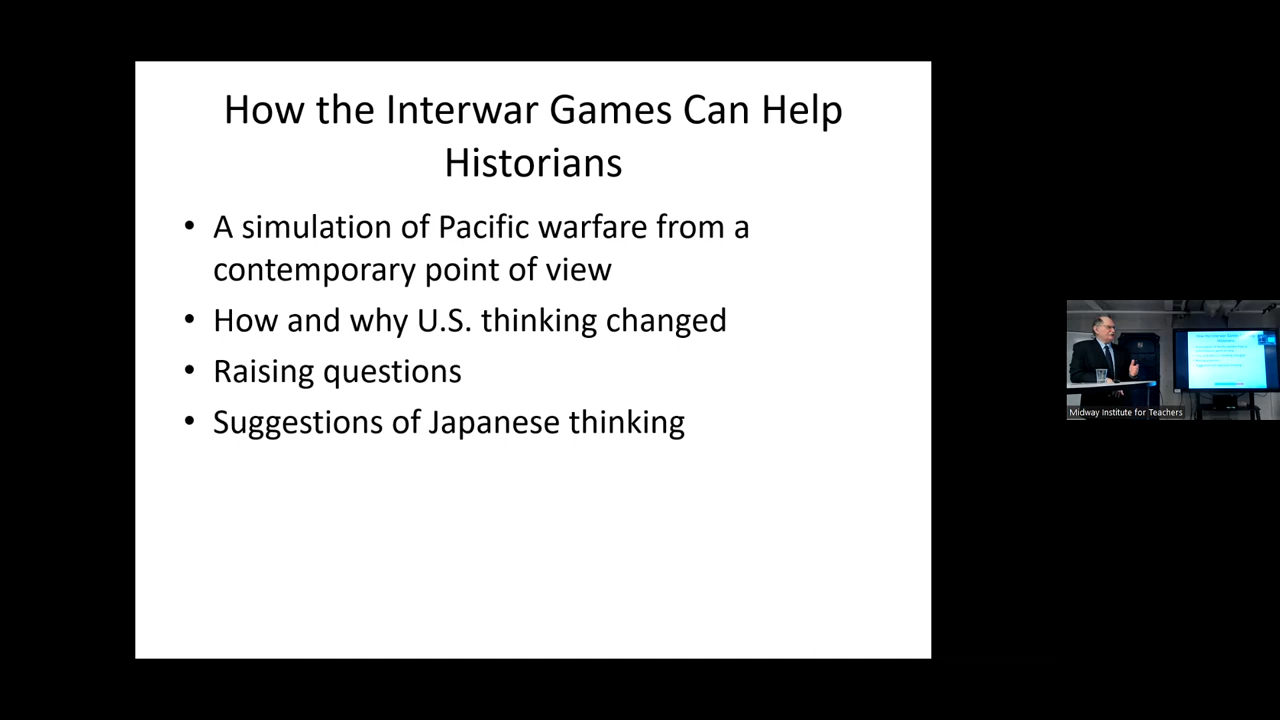 How the Interwar Games Can Help
Historians
• A simulation of Pacific warfare from a
contemporary point of view
• How and why U.S. thinking changed
• Raising questions
• Suggestions of Japanese thinking
Midway Institute for Teachers